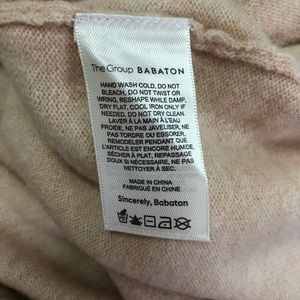 The Group BABATON
HAND WASH COLD, DO NOT
BLEACH, DO NOT TWIST OR
WRING, RESHAPE WHILE DAMP,
DRY FLAT, COOL IRON ONLY IF
NEEDED, DO NOT DRY CLEAN.
LAVER À LA MAIN À L'EAU
FROIDE, NE PAS JAVELISER, NE
PAS TORDRE OU ESSORER,
REMODELER PENDANT QUE
L'ARTICLE EST ENCORE HUMIDE,
SÉCHER À PLAT, REPASSAGE
DOUX SI NÉCESSAIRE, NE PAS
NETTOYER À SEC.
MADE IN CHINA
FABRIQUÉ EN CHINE
Sincerely, Babaton